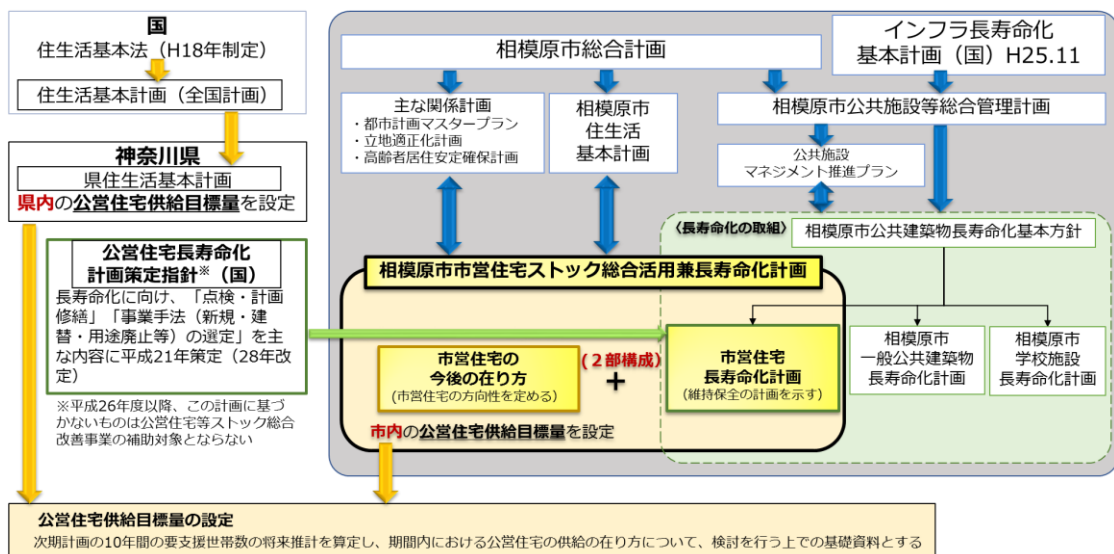 国
住生活基本法（H18年制定）
住生活基本計画（全国計画）
神奈川県
県住生活基本計画
県内の公営住宅供給目標量を設定
公営住宅長寿命化
計画策定指針※（国）
長寿命化に向け、「点検・計画
修繕」「事業手法（新規・建
替・用途廃止等）の選定」を主
な内容に平成21年策定（28年改
定）
※平成26年度以降、この計画に基づ
かないものは公営住宅等ストック総合
改善事業の補助対象とならない
相模原市総合計画
インフラ長寿命化
基本計画（国）H25.11
主な関係計画
・都市計画マスタープラン
・立地適正化計画
・高齢者居住安定確保計画
相模原市
住生活
基本計画
相模原市公共施設等総合管理計画
公共施設
マネジメント推進プラン
〈長寿命化の取組〉
相模原市公共建築物長寿命化基本方針
相模原市市営住宅ストック総合活用兼長寿命化計画
市営住宅の
今後の在り方
(市営住宅の方向性を定める)
(２部構成)
+
市営住宅
長寿命化計画
(維持保全の計画を示す)
相模原市
一般公共建築物
長寿命化計画
相模原市
学校施設
長寿命化計画
市内の公営住宅供給目標量を設定
公営住宅供給目標量の設定
次期計画の10年間の要支援世帯数の将来推計を算定し、期間内における公営住宅の供給の在り方について、検討を行う上での基礎資料とする